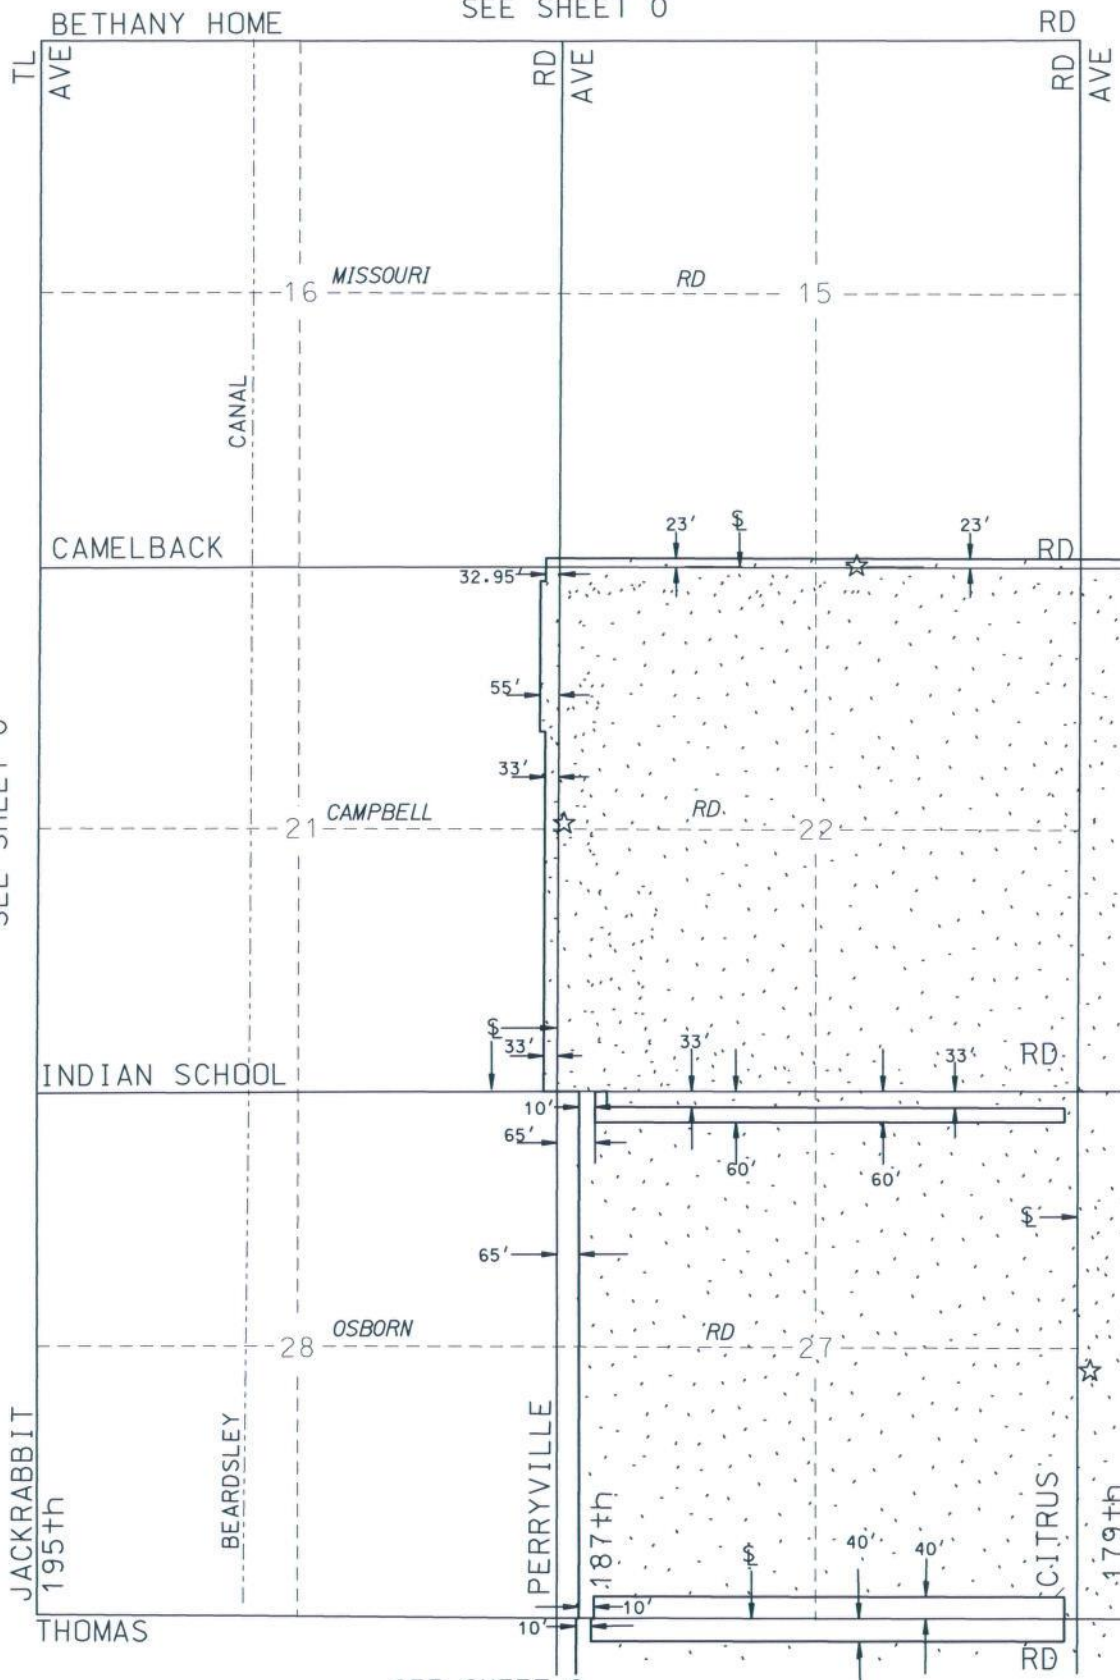 SEE SHEET 0
BETHANY HOME RD
TL AVE
RD AVE
RD AVE
16 MISSOURI RD 15
CANAL
23' 23'
CAMELBACK RD
32.95'
55'
33'
21 CAMPBELL RD 22
33' 33' 33'
INDIAN SCHOOL RD
10'
65'
60' 60'
65'
28 OSBORN RD 27
JACKRABBIT
195th
BEARDSLEY
PERRYVILLE
187th
CITRUS
179th
40' 40'
10'
THOMAS
10'
RD